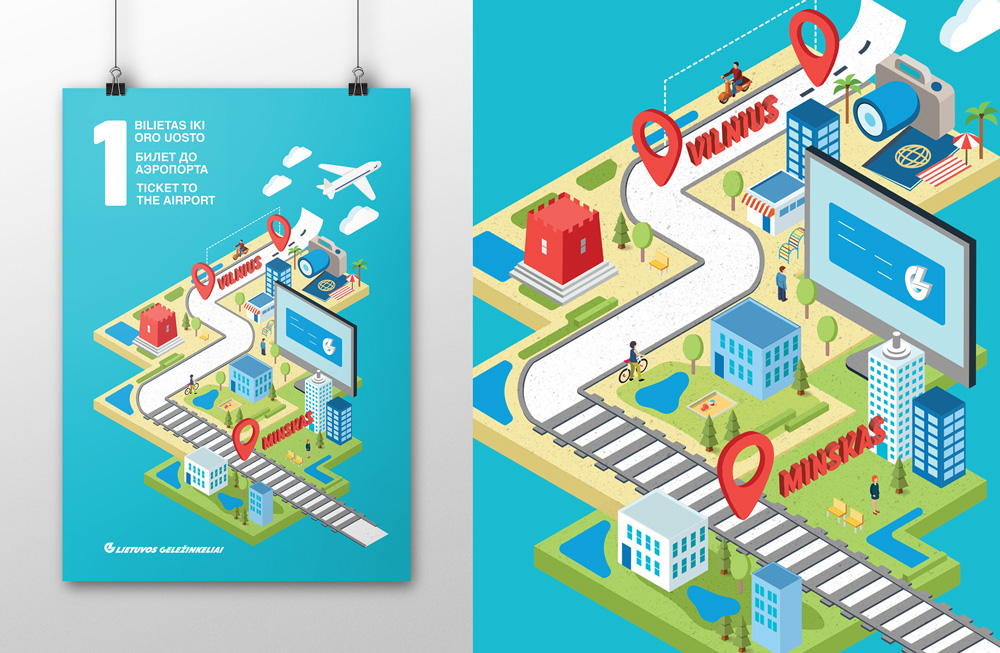 1
BILIETAS IKI
ORO UOSTO
БИЛЕТ ДО
АЭРОПОРТА
TICKET TO
THE AIRPORT
VILNIUS
MINSKAS
LIETUVOS GELEŽINKELIAI
VILNIUS
MINSKAS